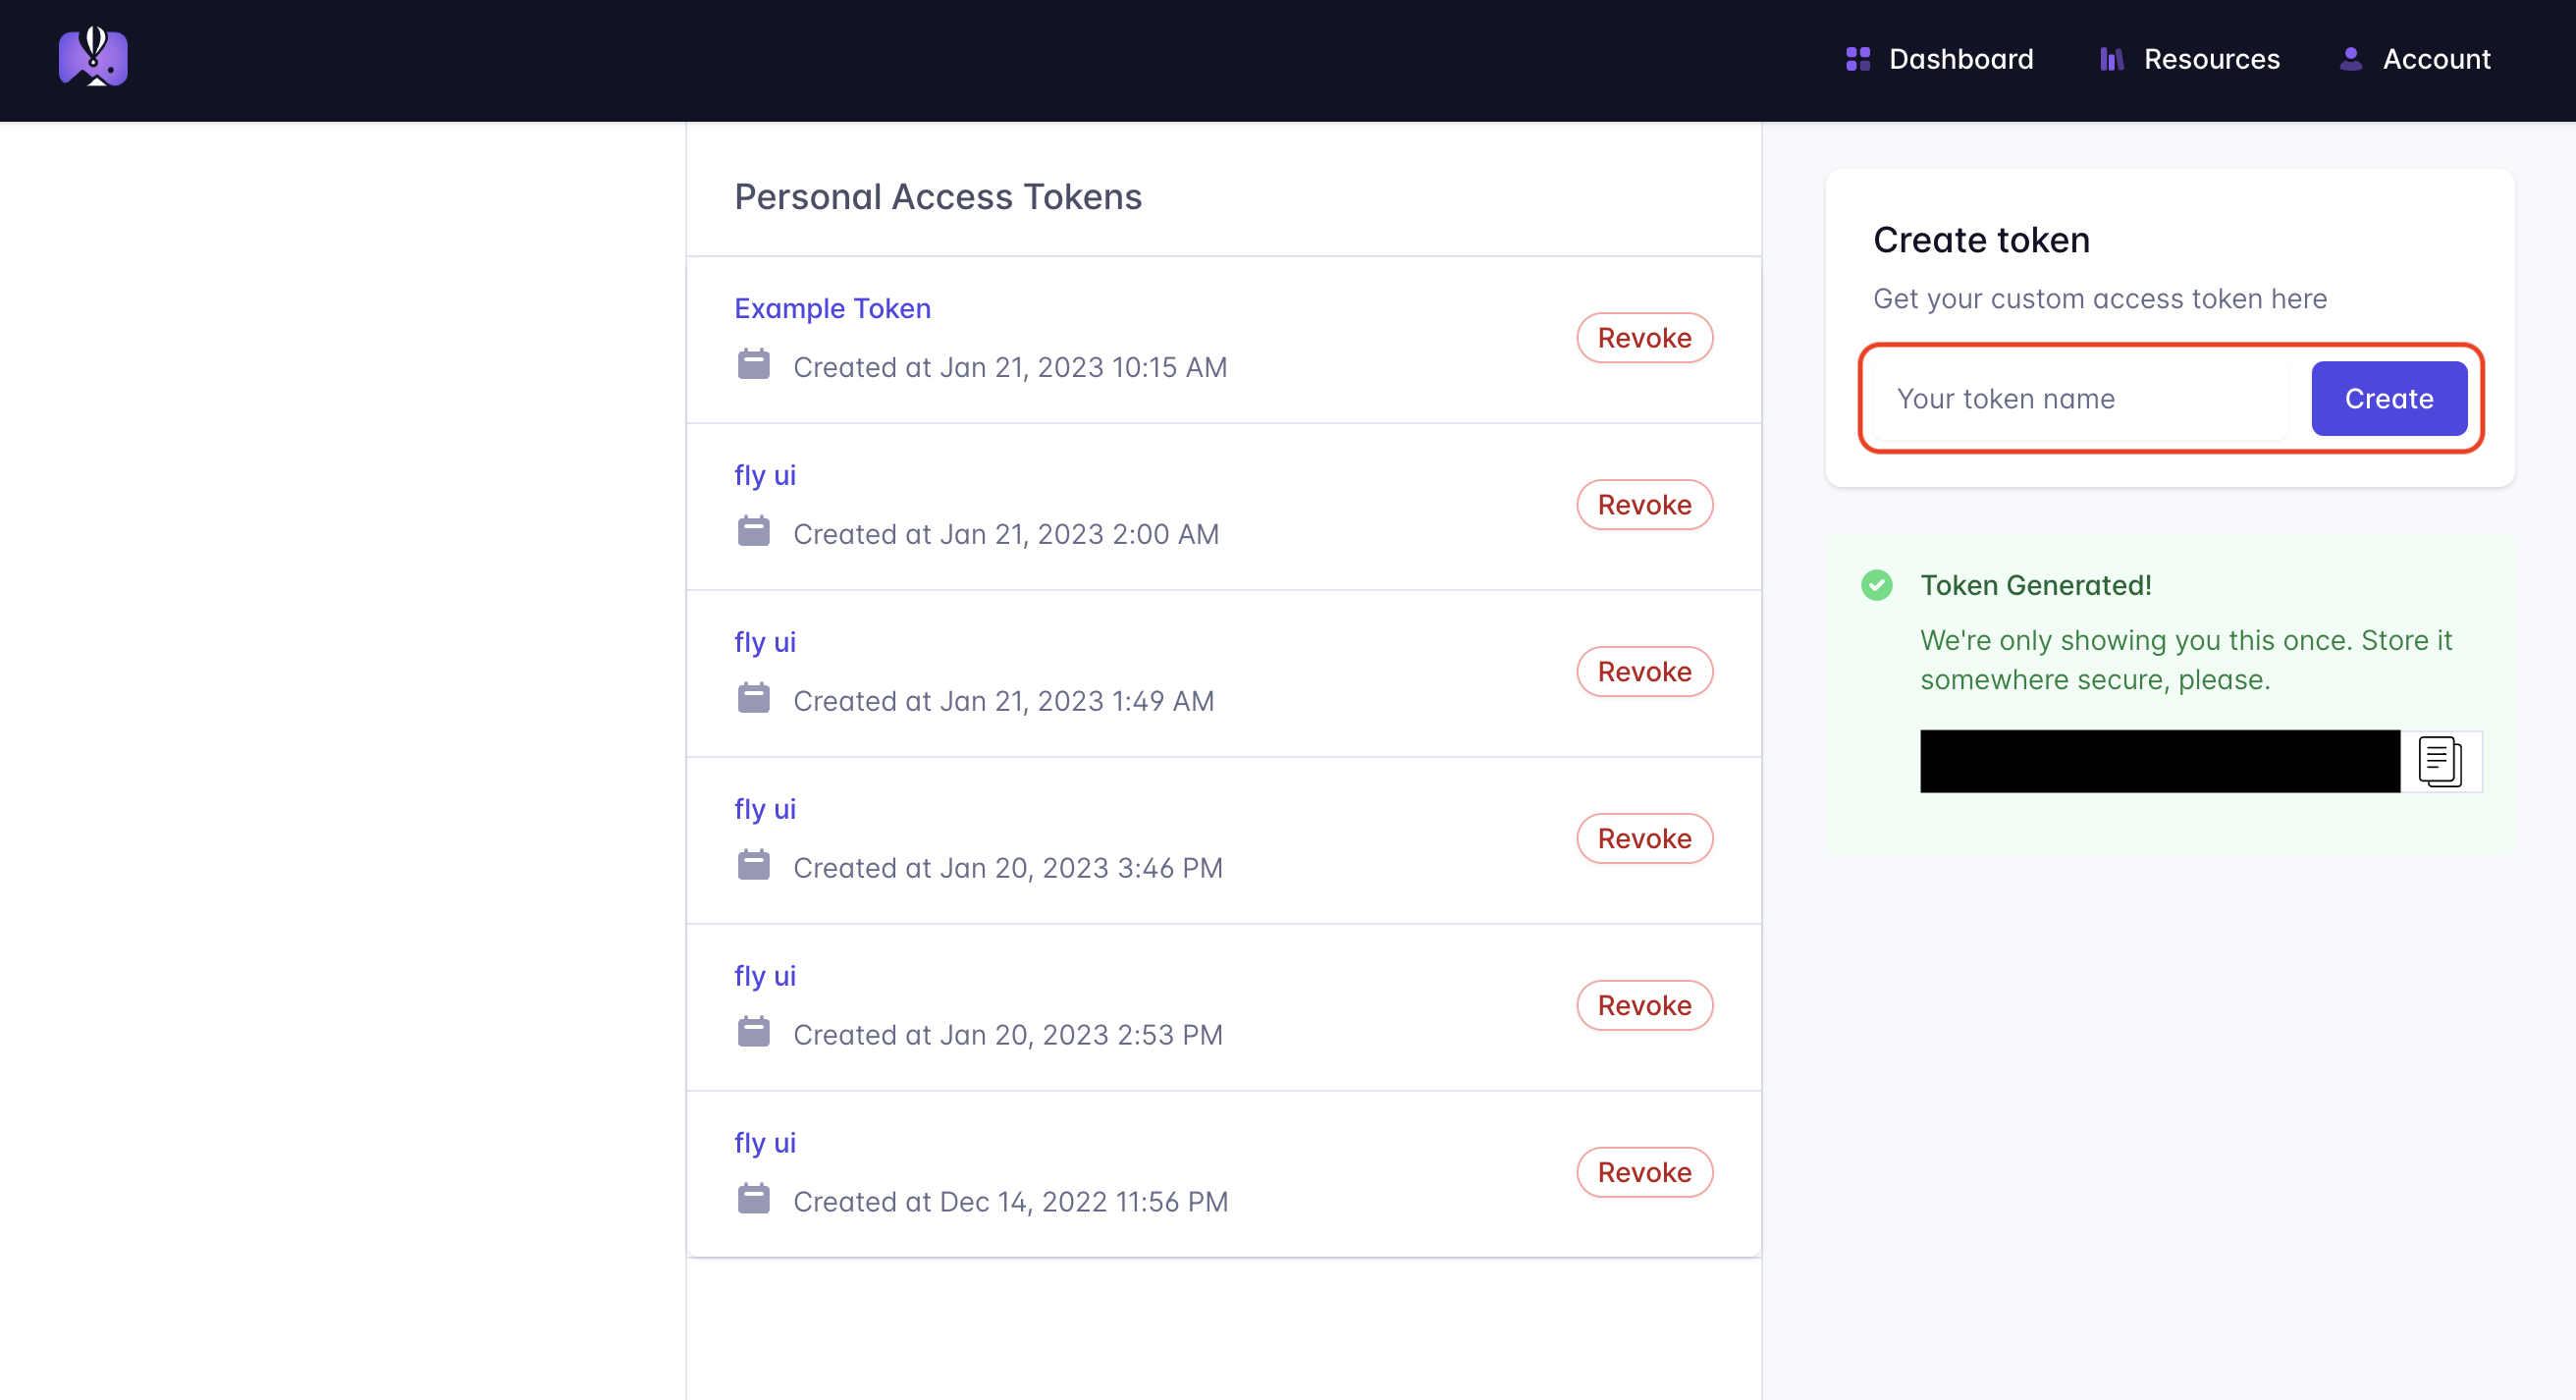 Dashboard
Resources
Account
Personal Access Tokens
Example Token
Created at Jan 21, 2023 10:15 AM
Revoke
fly ui
Created at Jan 21, 2023 2:00 AM
Revoke
fly ui
Created at Jan 21, 2023 1:49 AM
Revoke
fly ui
Created at Jan 20, 2023 3:46 PM
Revoke
fly ui
Created at Jan 20, 2023 2:53 PM
Revoke
fly ui
Created at Dec 14, 2022 11:56 PM
Revoke
Create token
Get your custom access token here
Your token name
Create
Token Generated!
We're only showing you this once. Store it
somewhere secure, please.